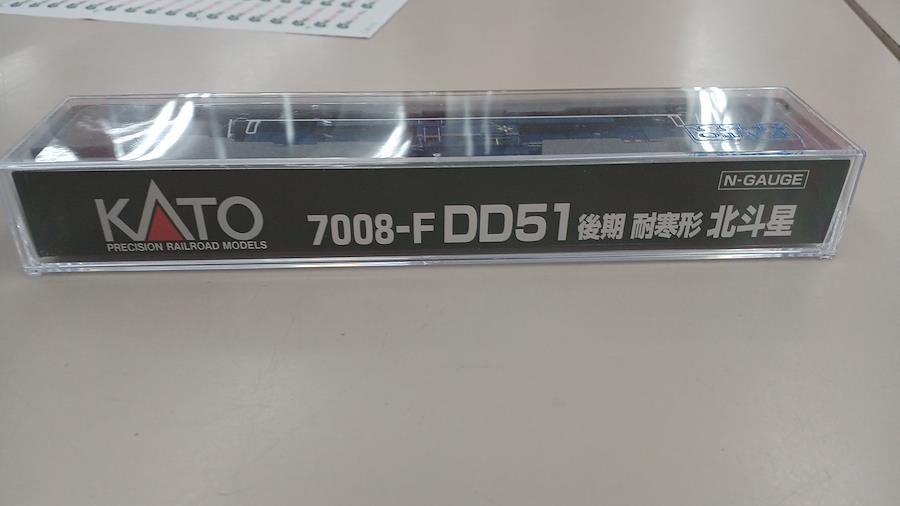 N-GAUGE
KATO
PRECISION RAILROAD MODELS
7008-F DD51 後期 耐寒形 北斗星